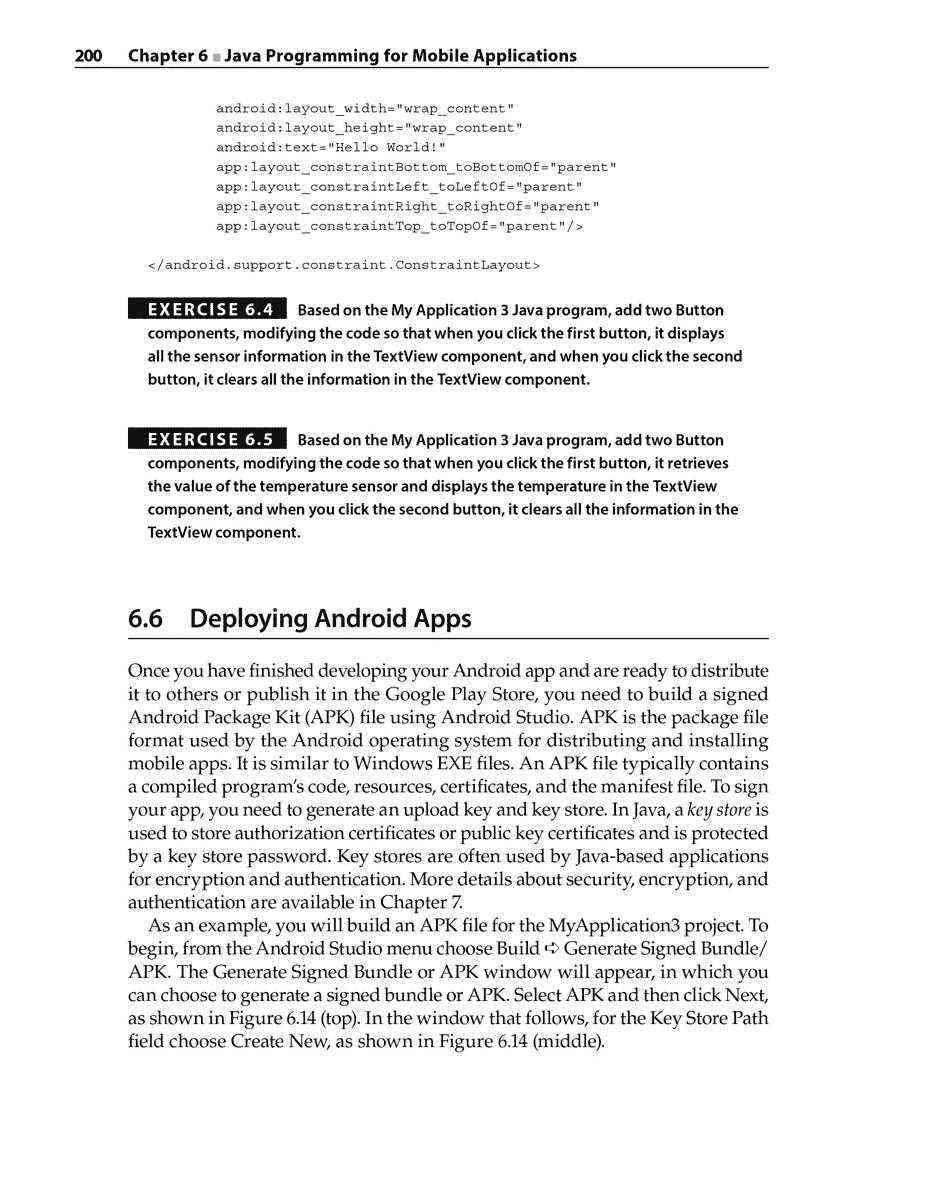 200 Chapter 6 ■ Java Programming for Mobile Applications
android:layout_width="wrap_content"
android:layout_height="wrap_content"
android:text="Hello World!"
app:layout_constraintBottom_toBottomOf="parent"
app:layout_constraintLeft_toLeftOf="parent"
app:layout_constraintRight_toRightOf="parent"
app:layout_constraintTop_toTopOf="parent"/>
</android.support.constraint.ConstraintLayout>
EXERCISE 6.4 Based on the My Application 3 Java program, add two Button
components, modifying the code so that when you click the first button, it displays
all the sensor information in the TextView component, and when you click the second
button, it clears all the information in the TextView component.
EXERCISE 6.5 Based on the My Application 3 Java program, add two Button
components, modifying the code so that when you click the first button, it retrieves
the value of the temperature sensor and displays the temperature in the TextView
component, and when you click the second button, it clears all the information in the
TextView component.
6.6 Deploying Android Apps
Once you have finished developing your Android app and are ready to distribute
it to others or publish it in the Google Play Store, you need to build a signed
Android Package Kit (APK) file using Android Studio. APK is the package file
format used by the Android operating system for distributing and installing
mobile apps. It is similar to Windows EXE files. An APK file typically contains
a compiled program's code, resources, certificates, and the manifest file. To sign
your app, you need to generate an upload key and key store. In Java, a key store is
used to store authorization certificates or public key certificates and is protected
by a key store password. Key stores are often used by Java-based applications
for encryption and authentication. More details about security, encryption, and
authentication are available in Chapter 7.
As an example, you will build an APK file for the MyApplication3 project. To
begin, from the Android Studio menu choose Build ➪ Generate Signed Bundle/
APK. The Generate Signed Bundle or APK window will appear, in which you
can choose to generate a signed bundle or APK. Select APK and then click Next,
as shown in Figure 6.14 (top). In the window that follows, for the Key Store Path
field choose Create New, as shown in Figure 6.14 (middle).